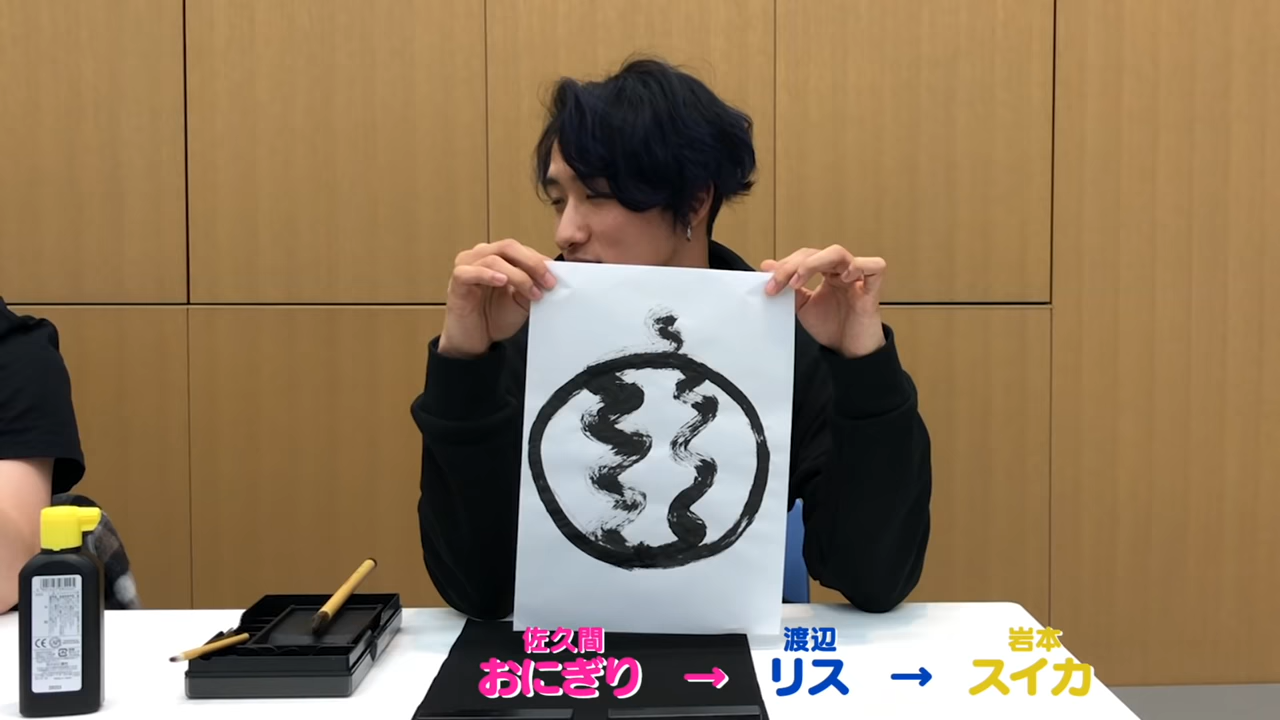 佐久間 渡辺 岩本
おにぎり → リス → スイカ